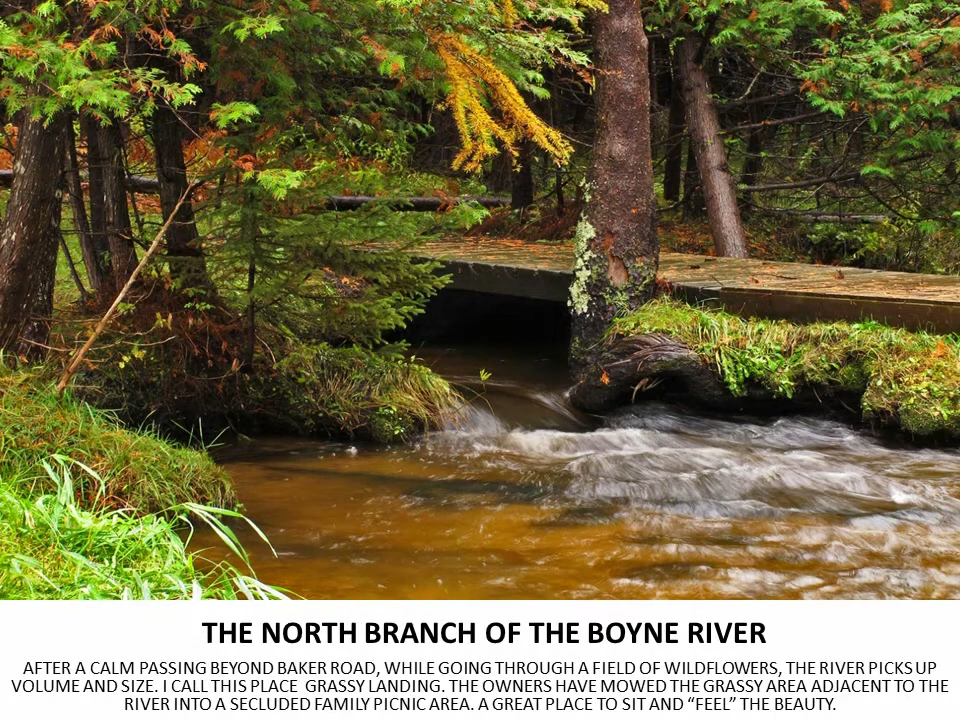 THE NORTH BRANCH OF THE BOYNE RIVER
AFTER A CALM PASSING BEYOND BAKER ROAD, WHILE GOING THROUGH A FIELD OF WILDFLOWERS, THE RIVER PICKS UP
VOLUME AND SIZE. I CALL THIS PLACE GRASSY LANDING. THE OWNERS HAVE MOWED THE GRASSY AREA ADJACENT TO THE
RIVER INTO A SECLUDED FAMILY PICNIC AREA. A GREAT PLACE TO SIT AND “FEEL” THE BEAUTY.